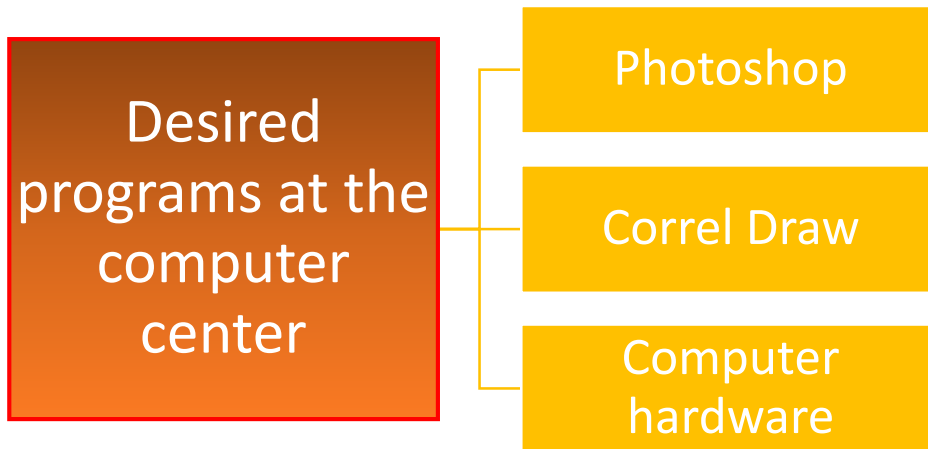 Desired
programs at the
computer
center
Photoshop
Correl Draw
Computer
hardware